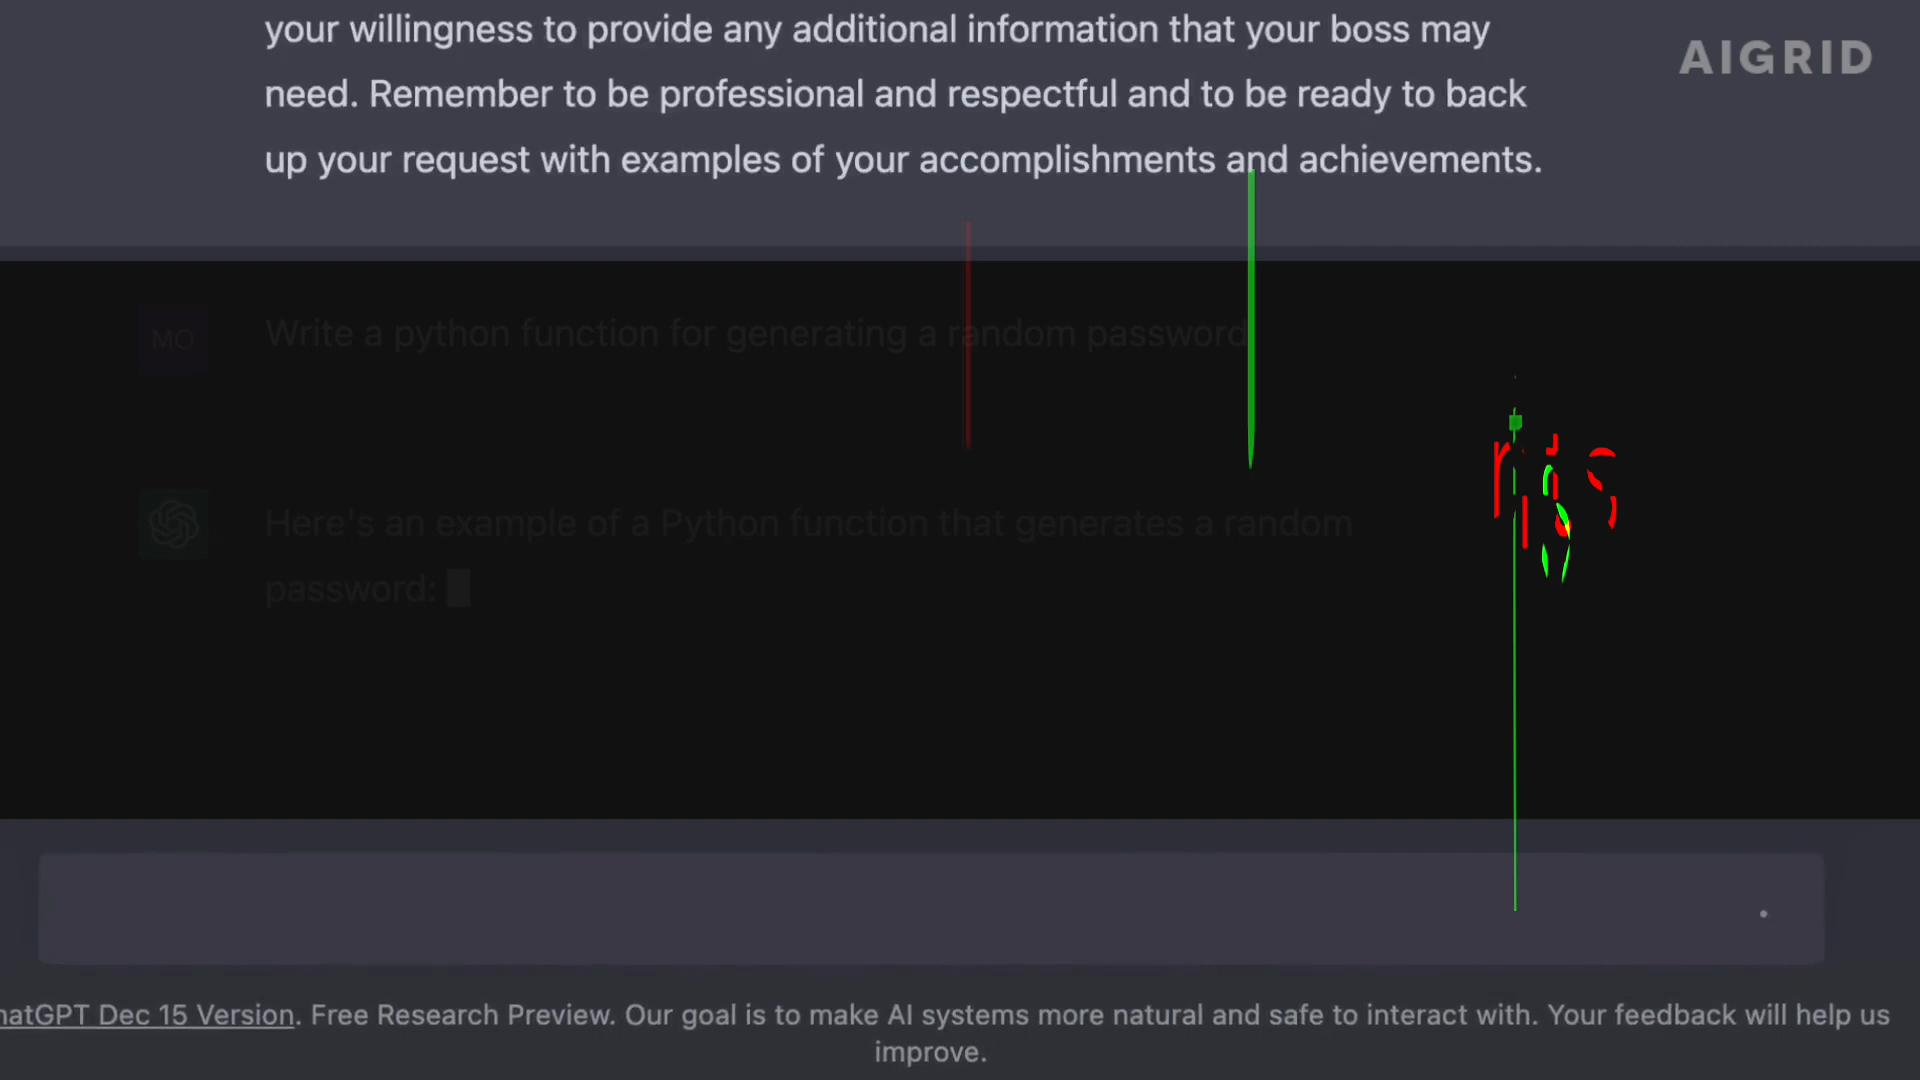 your willingness to provide any additional information that your boss may
need. Remember to be professional and respectful and to be ready to back
up your request with examples of your accomplishments and achievements.
AIGRID
MO
Write a python function for generating a random password
Here's an example of a Python function that generates a random
password:
hatGPT Dec 15 Version. Free Research Preview. Our goal is to make AI systems more natural and safe to interact with. Your feedback will help us
improve.